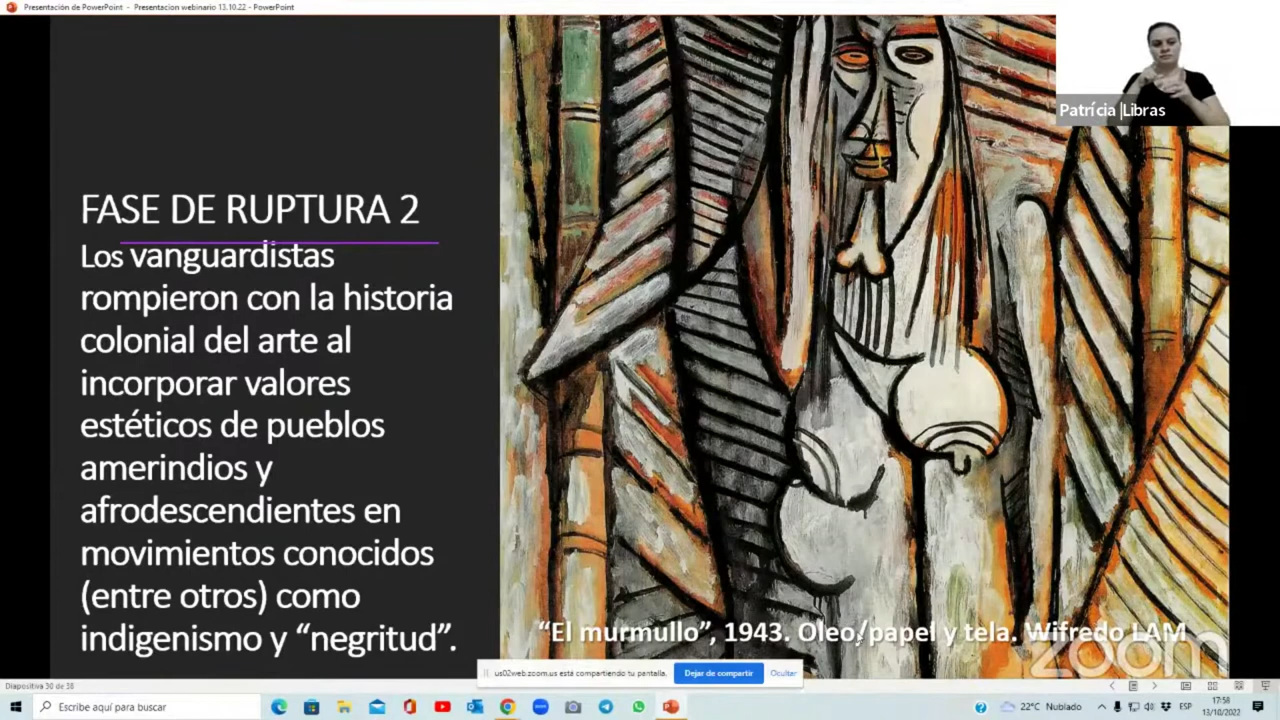 Presentación de PowerPoint - Presentacion webinario 13.10.22 - PowerPoint
Patrícia |Libras
FASE DE RUPTURA 2
Los vanguardistas
rompieron con la historia
colonial del arte al
incorporar valores
estéticos de pueblos
amerindios y
afrodescendientes en
movimientos conocidos
(entre otros) como
indigenismo y “negritud”.
“El murmullo”, 1943. Oleo/papel y tela. Wifredo LAM
zoom
us02web.zoom.us está compartiendo tu pantalla.
Dejar de compartir
Ocultar
Diapositiva 30 de 38
Escribe aquí para buscar
22°C Nublado
ESP
17:58
13/10/2022